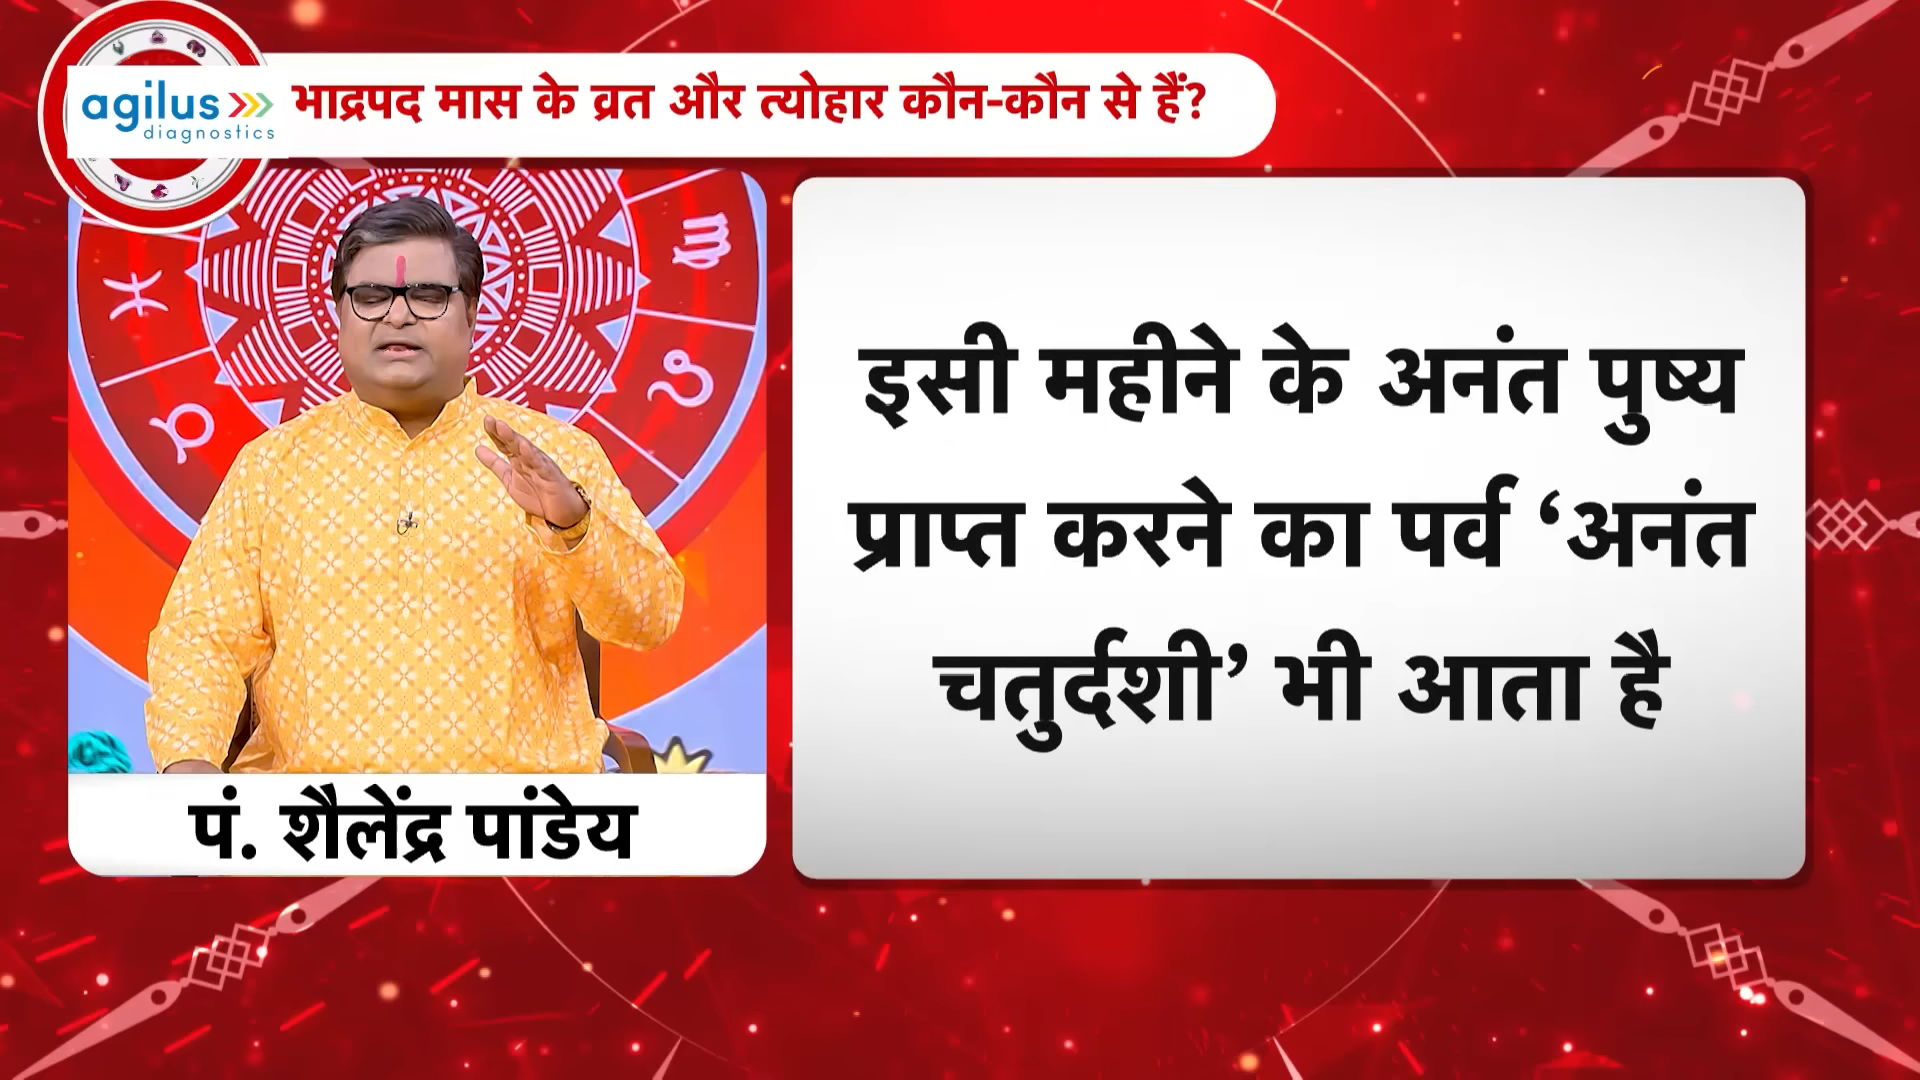 agilus
diagnostics
भाद्रपद मास के व्रत और त्योहार कौन-कौन से हैं?
इसी महीने के अनंत पुष्य
प्राप्त करने का पर्व ‘अनंत
चतुर्दशी’ भी आता है
पं. शैलेंद्र पांडेय